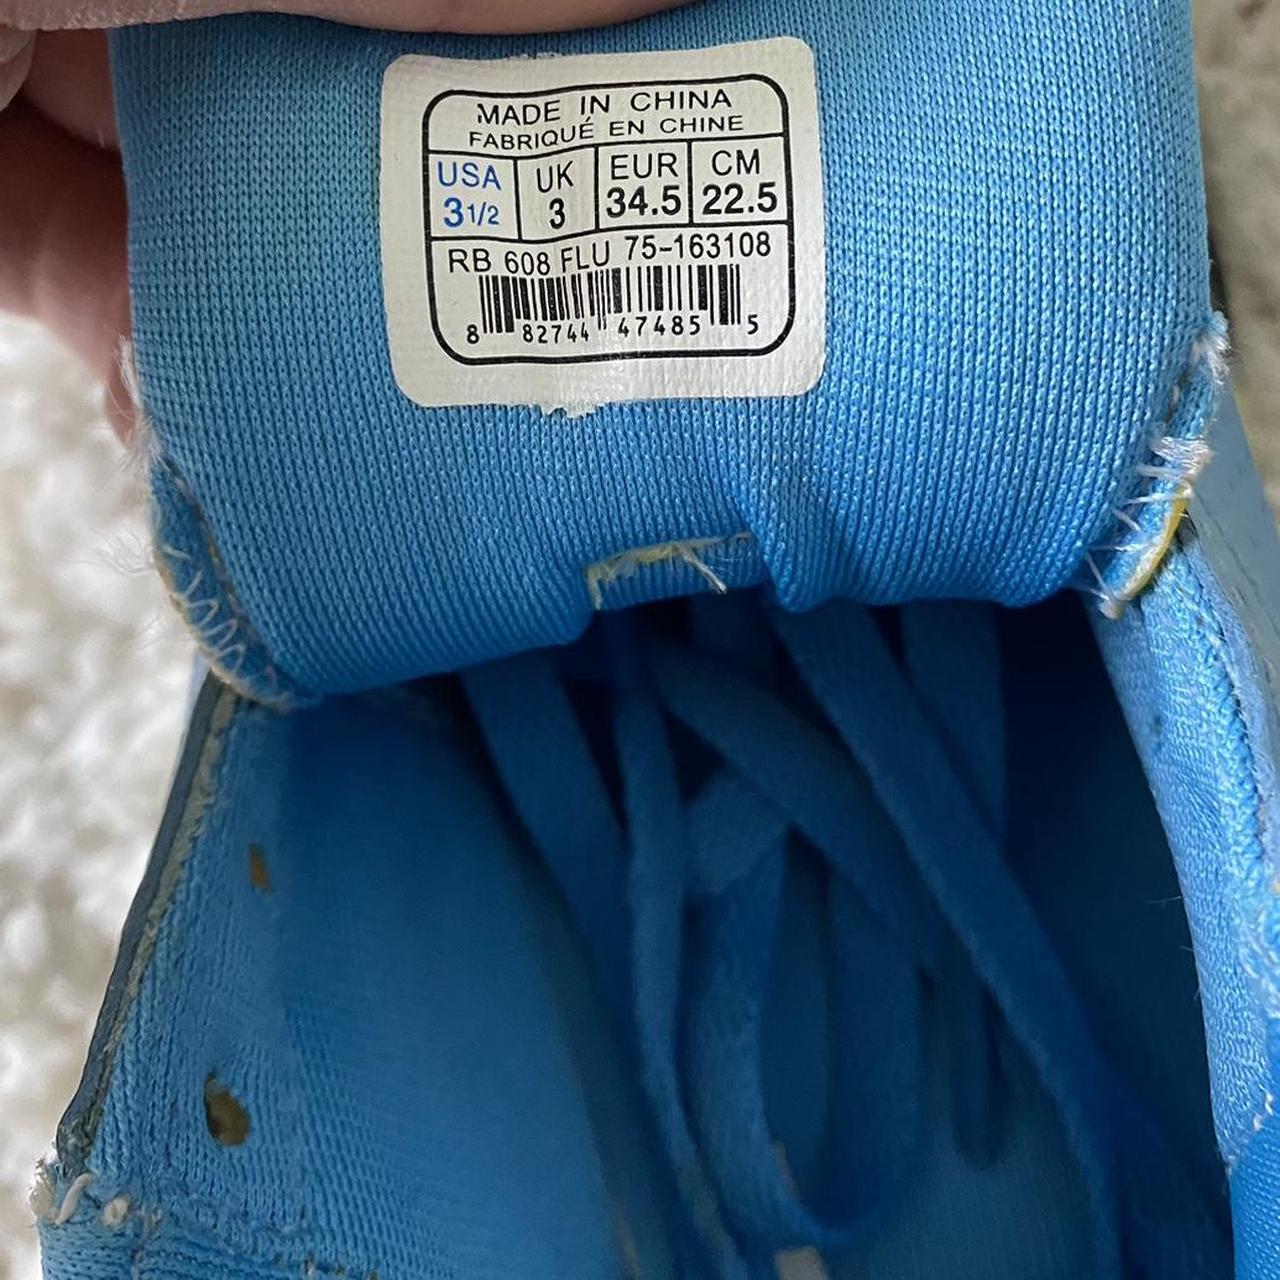 MADE IN CHINA
FABRIQUÉ EN CHINE
USA UK EUR CM
3 1/2 3 34.5 22.5
RB 608 FLU 75-163108
8 82744 47485 5